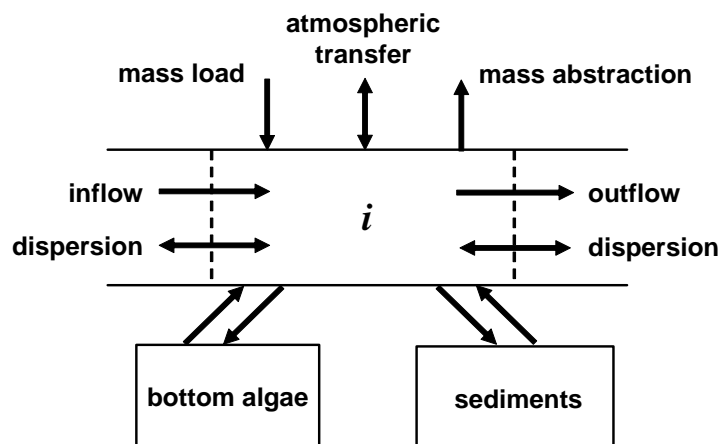 atmospheric
transfer
mass load
mass abstraction
inflow
i
outflow
dispersion
dispersion
bottom algae
sediments